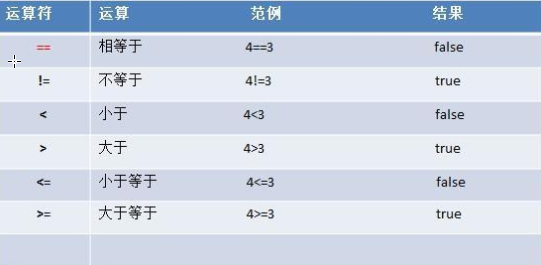 运算符 运算 范例 结果
== 相等于 4==3 false
!= 不等于 4!=3 true
< 小于 4<3 false
> 大于 4>3 true
<= 小于等于 4<=3 false
>= 大于等于 4>=3 true